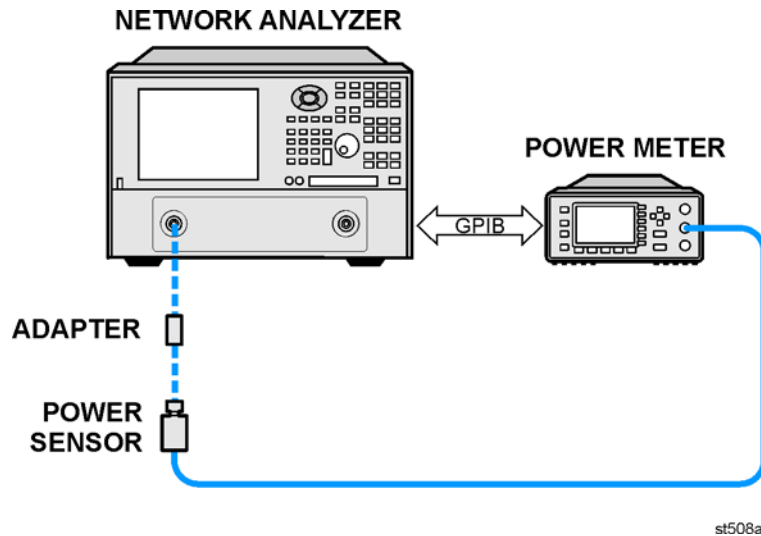 NETWORK ANALYZER
POWER METER
GPIB
ADAPTER
POWER
SENSOR
st508a